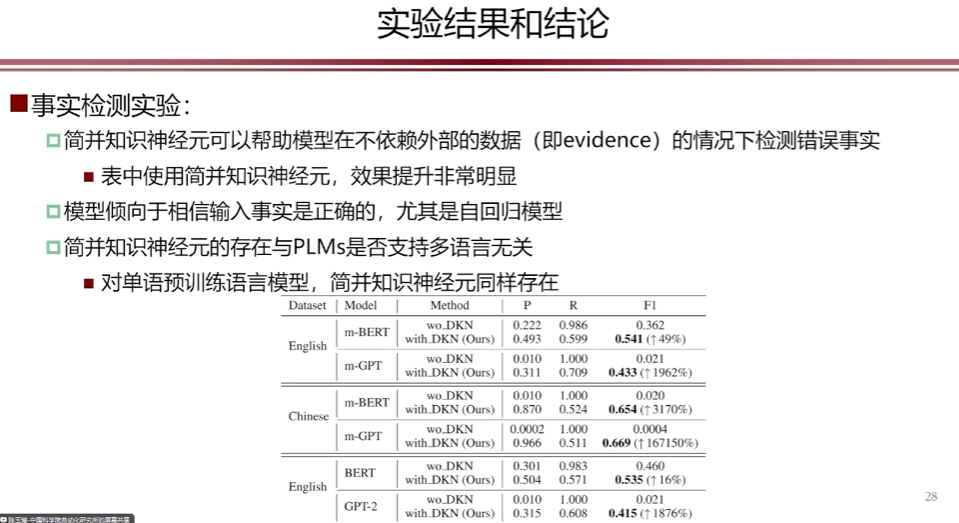 实验结果和结论
事实检测实验：
简并知识神经元可以帮助模型在不依赖外部的数据（即evidence）的情况下检测错误事实
表中使用简并知识神经元，效果提升非常明显
模型倾向于相信输入事实是正确的，尤其是自回归模型
简并知识神经元的存在与PLMs是否支持多语言无关
对单语预训练语言模型，简并知识神经元同样存在
Dataset Model Method P R F1
English m-BERT wo_DKN 0.222 0.986 0.362
with_DKN (Ours) 0.493 0.599 0.541 (↑49%)
m-GPT wo_DKN 0.010 1.000 0.021
with_DKN (Ours) 0.311 0.709 0.433 (↑1962%)
Chinese m-BERT wo_DKN 0.010 1.000 0.020
with_DKN (Ours) 0.870 0.524 0.654 (↑3170%)
m-GPT wo_DKN 0.0002 1.000 0.0004
with_DKN (Ours) 0.966 0.511 0.669 (↑167150%)
English BERT wo_DKN 0.301 0.983 0.460
with_DKN (Ours) 0.504 0.571 0.535 (↑16%)
GPT-2 wo_DKN 0.010 1.000 0.021
with_DKN (Ours) 0.315 0.608 0.415 (↑1876%)
28